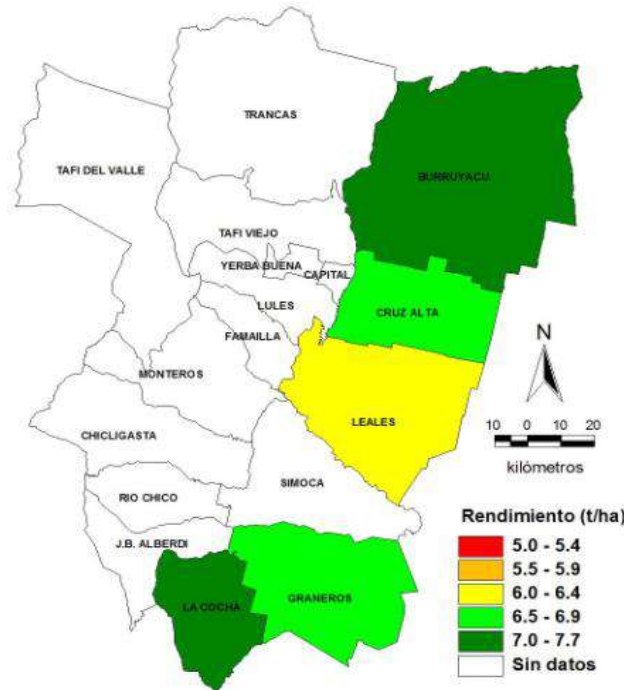 TRANCAS
TAFI DEL VALLE
BURRUYACU
TAFI VIEJO
YERBA BUENA
CAPITAL
LULES
CRUZ ALTA
FAMAILLA
N
MONTEROS
LEALES
10 0 10 20
kilómetros
CHICLIGASTA
SIMOCA
RIO CHICO
J.B. ALBERDI
LA COCHA
GRANEROS
Rendimiento (t/ha)
5.0 - 5.4
5.5 - 5.9
6.0 - 6.4
6.5 - 6.9
7.0 - 7.7
Sin datos